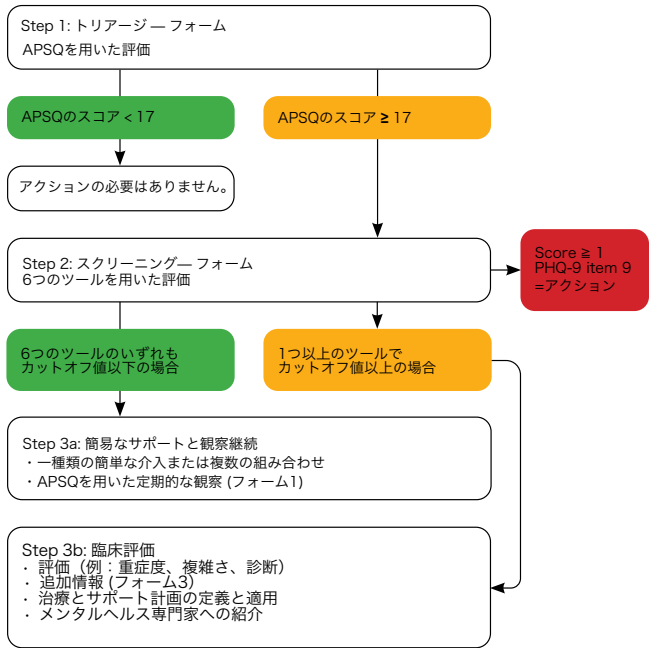 Step 1: トリアージ ― フォーム
APSQを用いた評価
APSQのスコア < 17
APSQのスコア ≥ 17
アクションの必要はありません。
Step 2: スクリーニング― フォーム
6つのツールを用いた評価
Score ≧ 1
PHQ-9 item 9
=アクション
6つのツールのいずれも
カットオフ値以下の場合
1つ以上のツールで
カットオフ値以上の場合
Step 3a: 簡易なサポートと観察継続
・一種類の簡単な介入または複数の組み合わせ
・APSQを用いた定期的な観察 (フォーム1)
Step 3b: 臨床評価
・ 評価（例：重症度、複雑さ、診断）
・ 追加情報 (フォーム3）
・ 治療とサポート計画の定義と適用
・ メンタルヘルス専門家への紹介